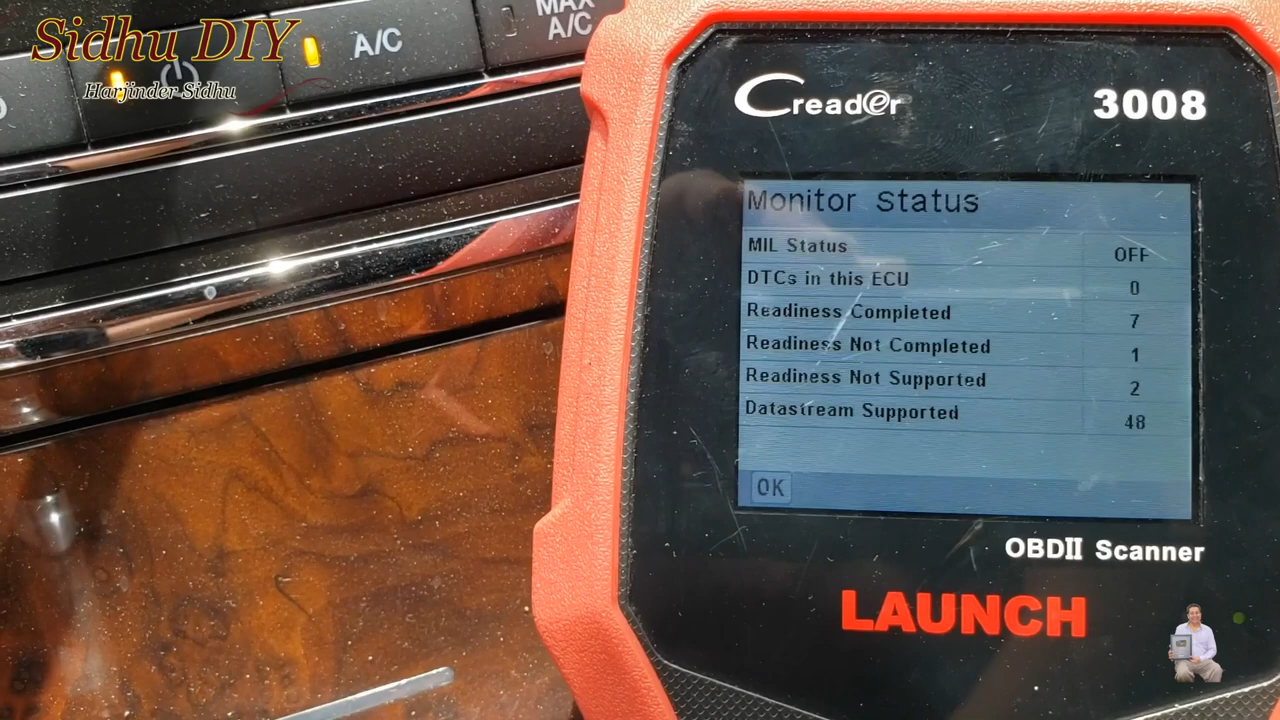 Sidhu DIY
Harjinder Sidhu
A/C
MAX
A/C
Creader
3008
Monitor Status
MIL Status OFF
DTCs in this ECU 0
Readiness Completed 7
Readiness Not Completed 1
Readiness Not Supported 2
Datastream Supported 48
OK
OBDII Scanner
LAUNCH